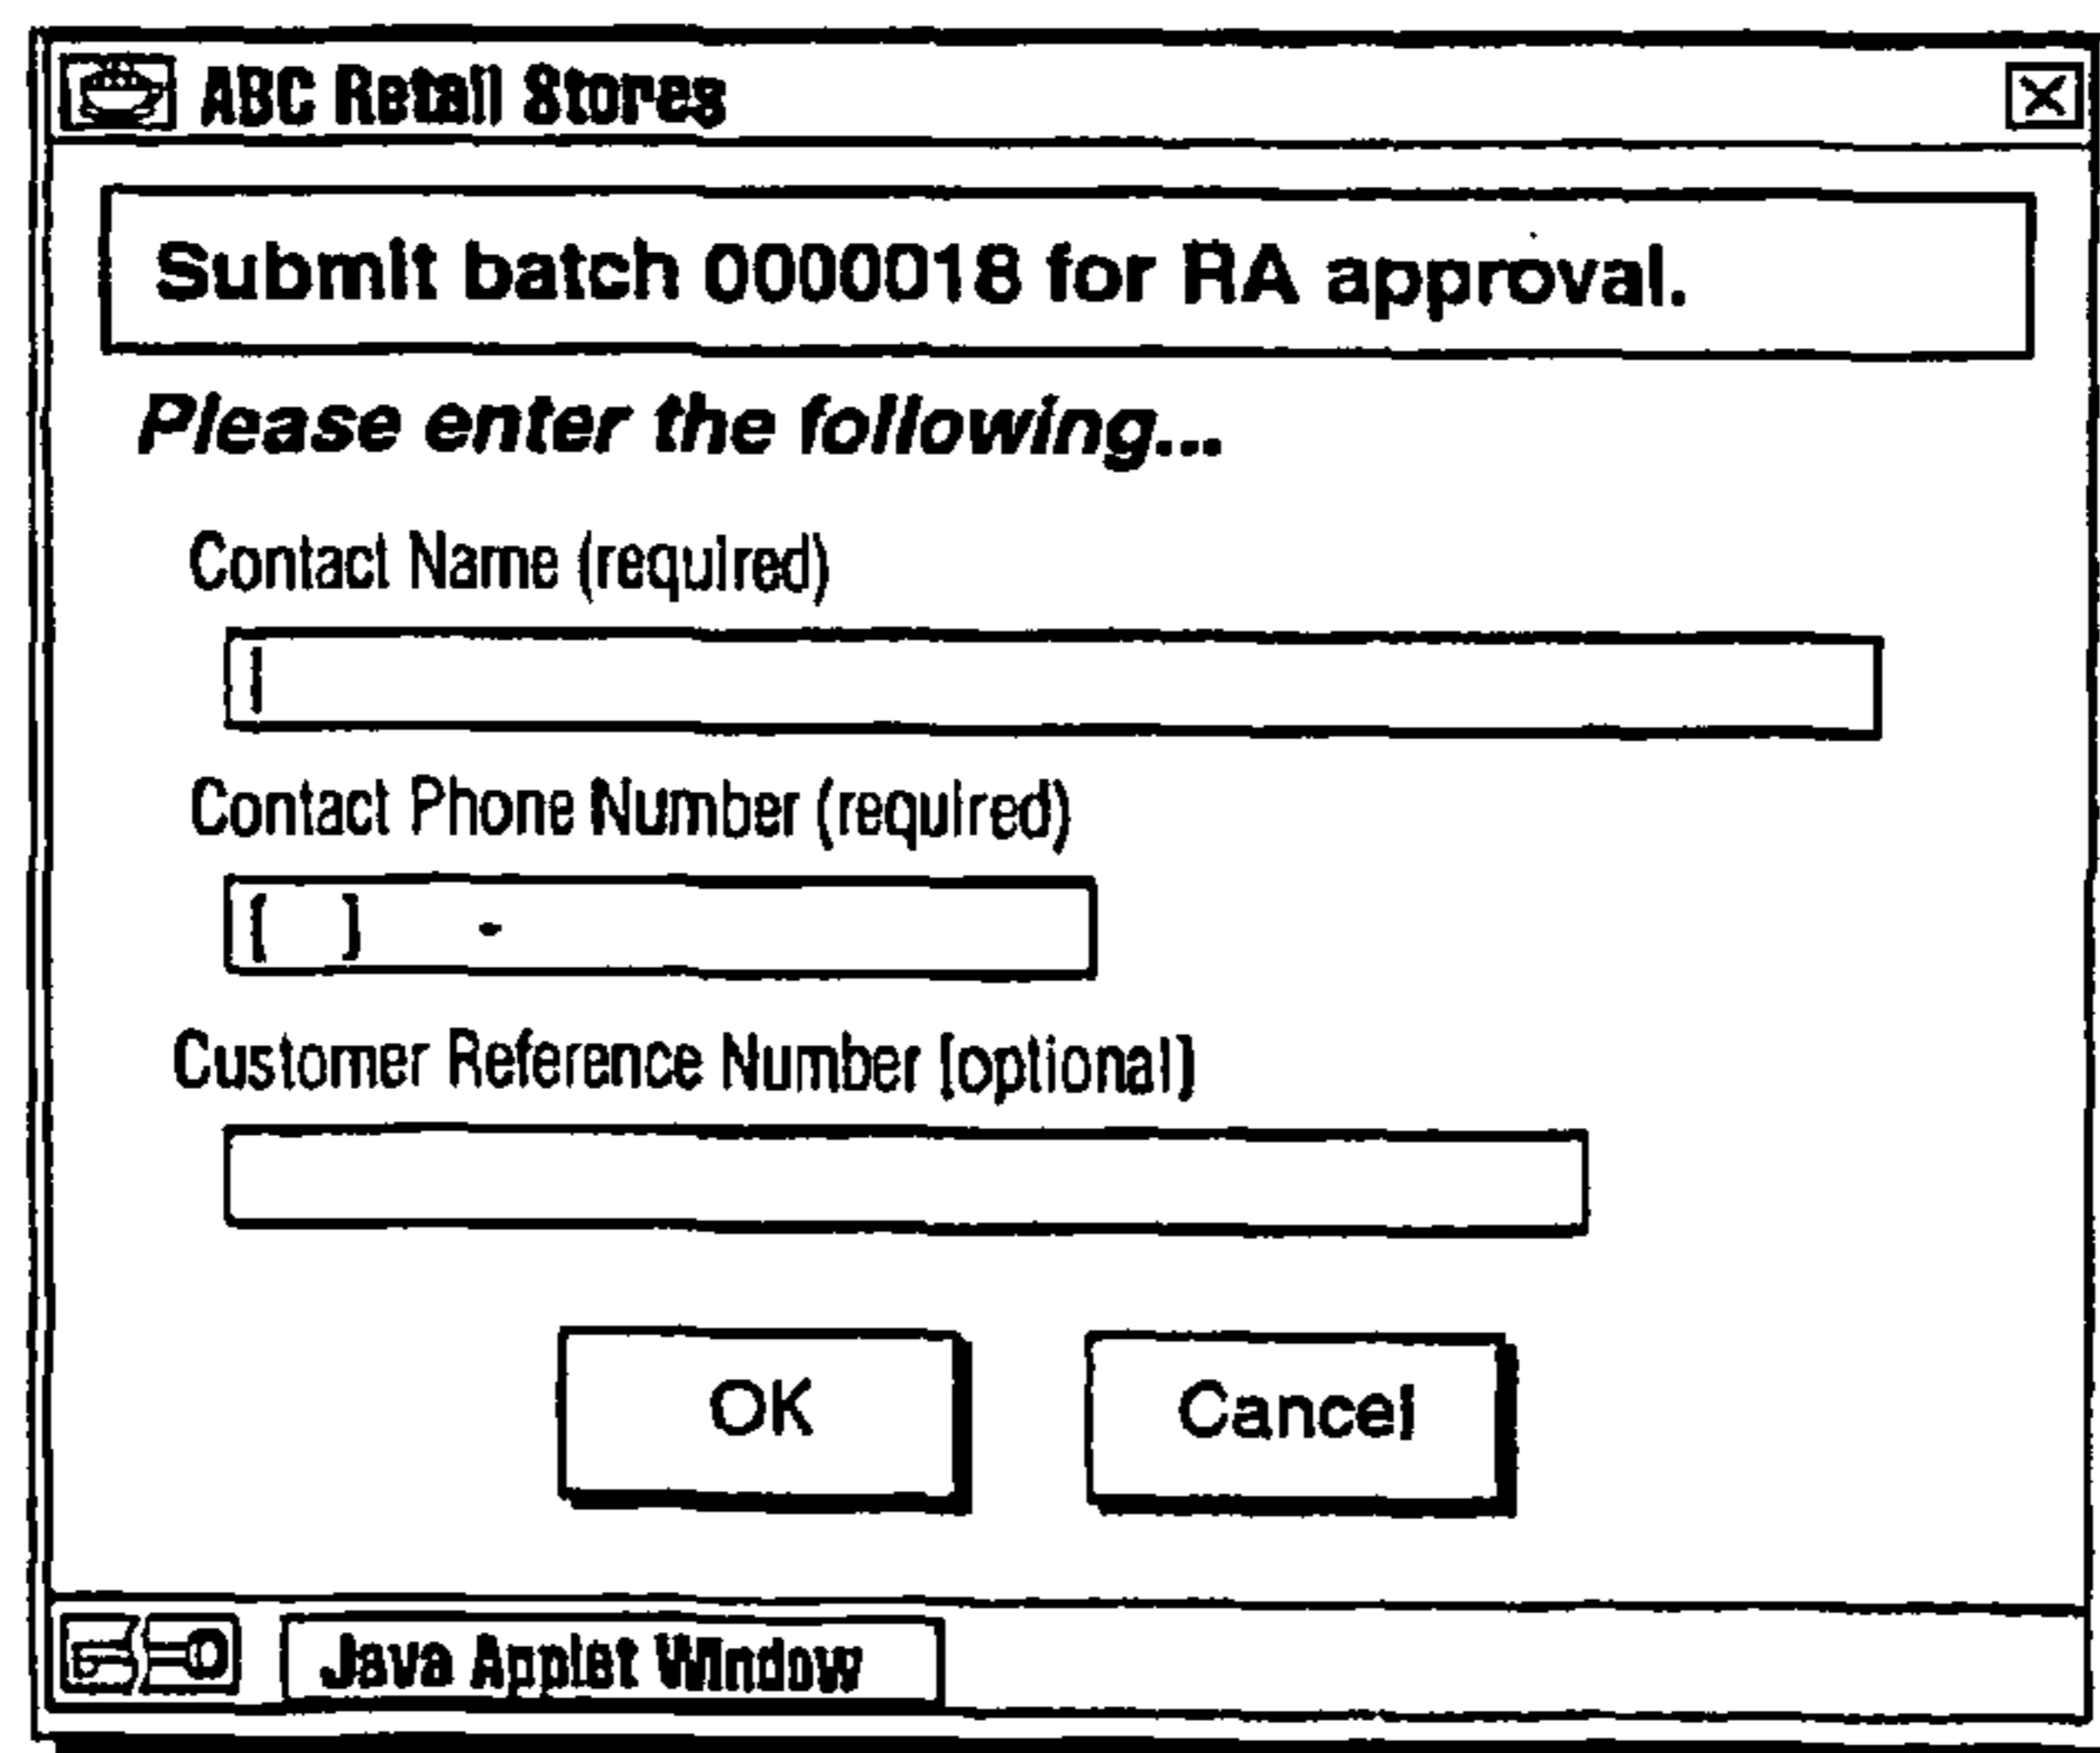 ABC Retail Stores
Submit batch 0000018 for RA approval.
Please enter the following...
Contact Name (required)
Contact Phone Number (required)
( ) -
Customer Reference Number (optional)
OK Cancel
Java Applet Window